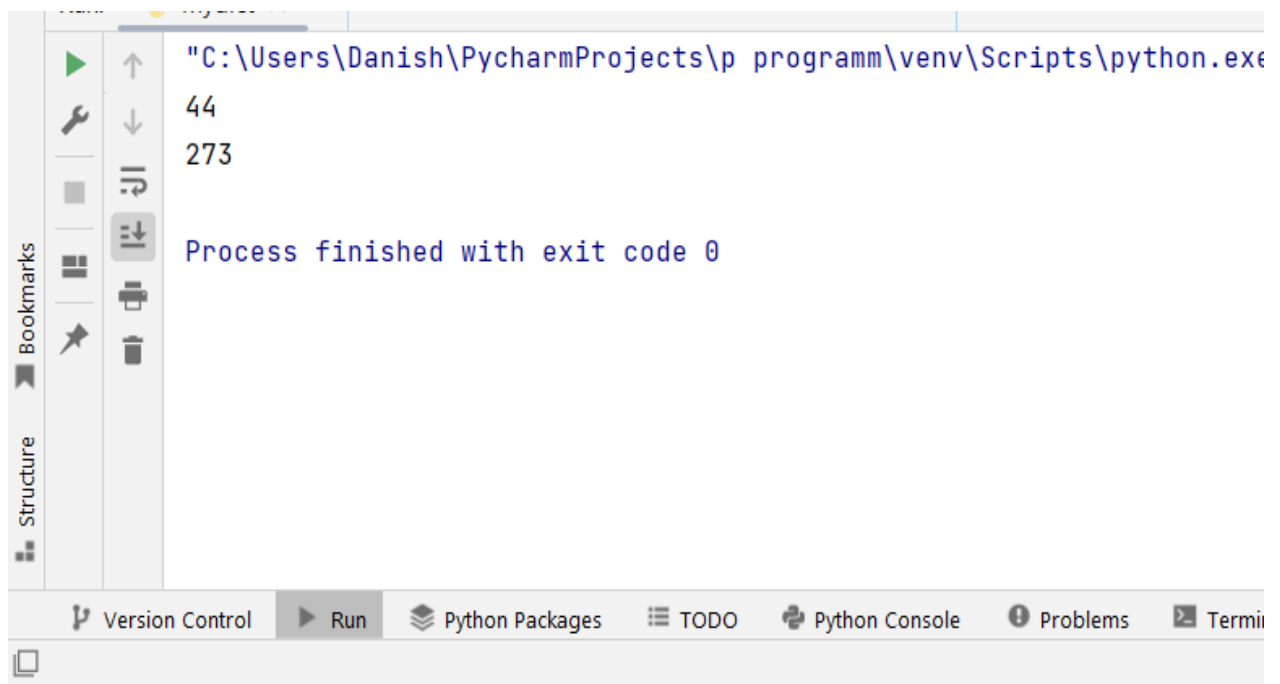 "C:\Users\Danish\PycharmProjects\p programm\venv\Scripts\python.exe
44
273
Process finished with exit code 0
Bookmarks
Structure
Version Control Run Python Packages TODO Python Console Problems Termin